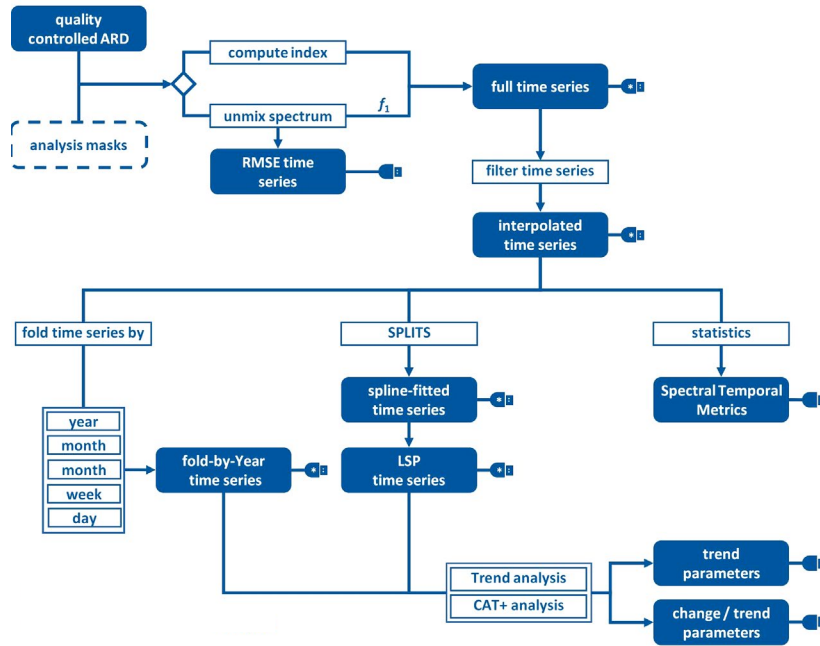 quality
controlled ARD
analysis masks
compute index
unmix spectrum
f1
RMSE time
series
full time series
filter time series
interpolated
time series
fold time series by
SPLITS
statistics
spline-fitted
time series
Spectral Temporal
Metrics
year
month
month
week
day
fold-by-Year
time series
LSP
time series
Trend analysis
CAT+ analysis
trend
parameters
change / trend
parameters